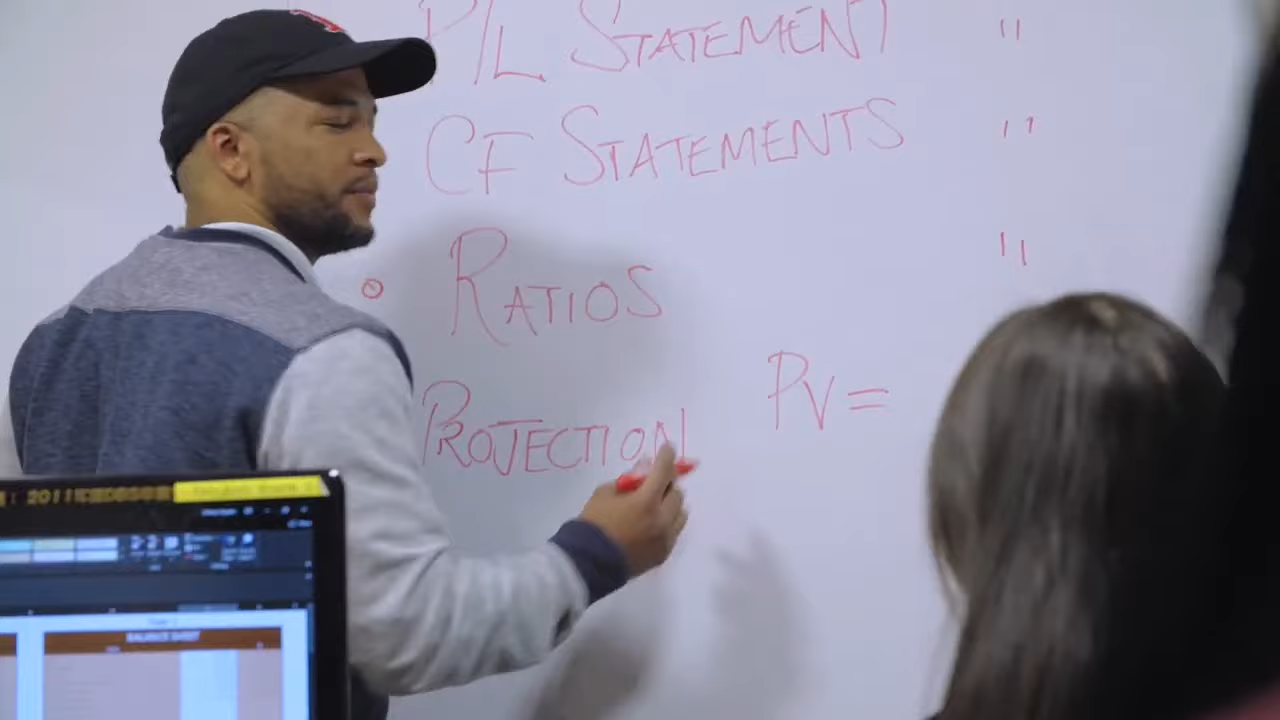 P/L STATEMENT "
CF STATEMENTS "
RATIOS "
PV =
PROJECTION
BALANCE SHEET